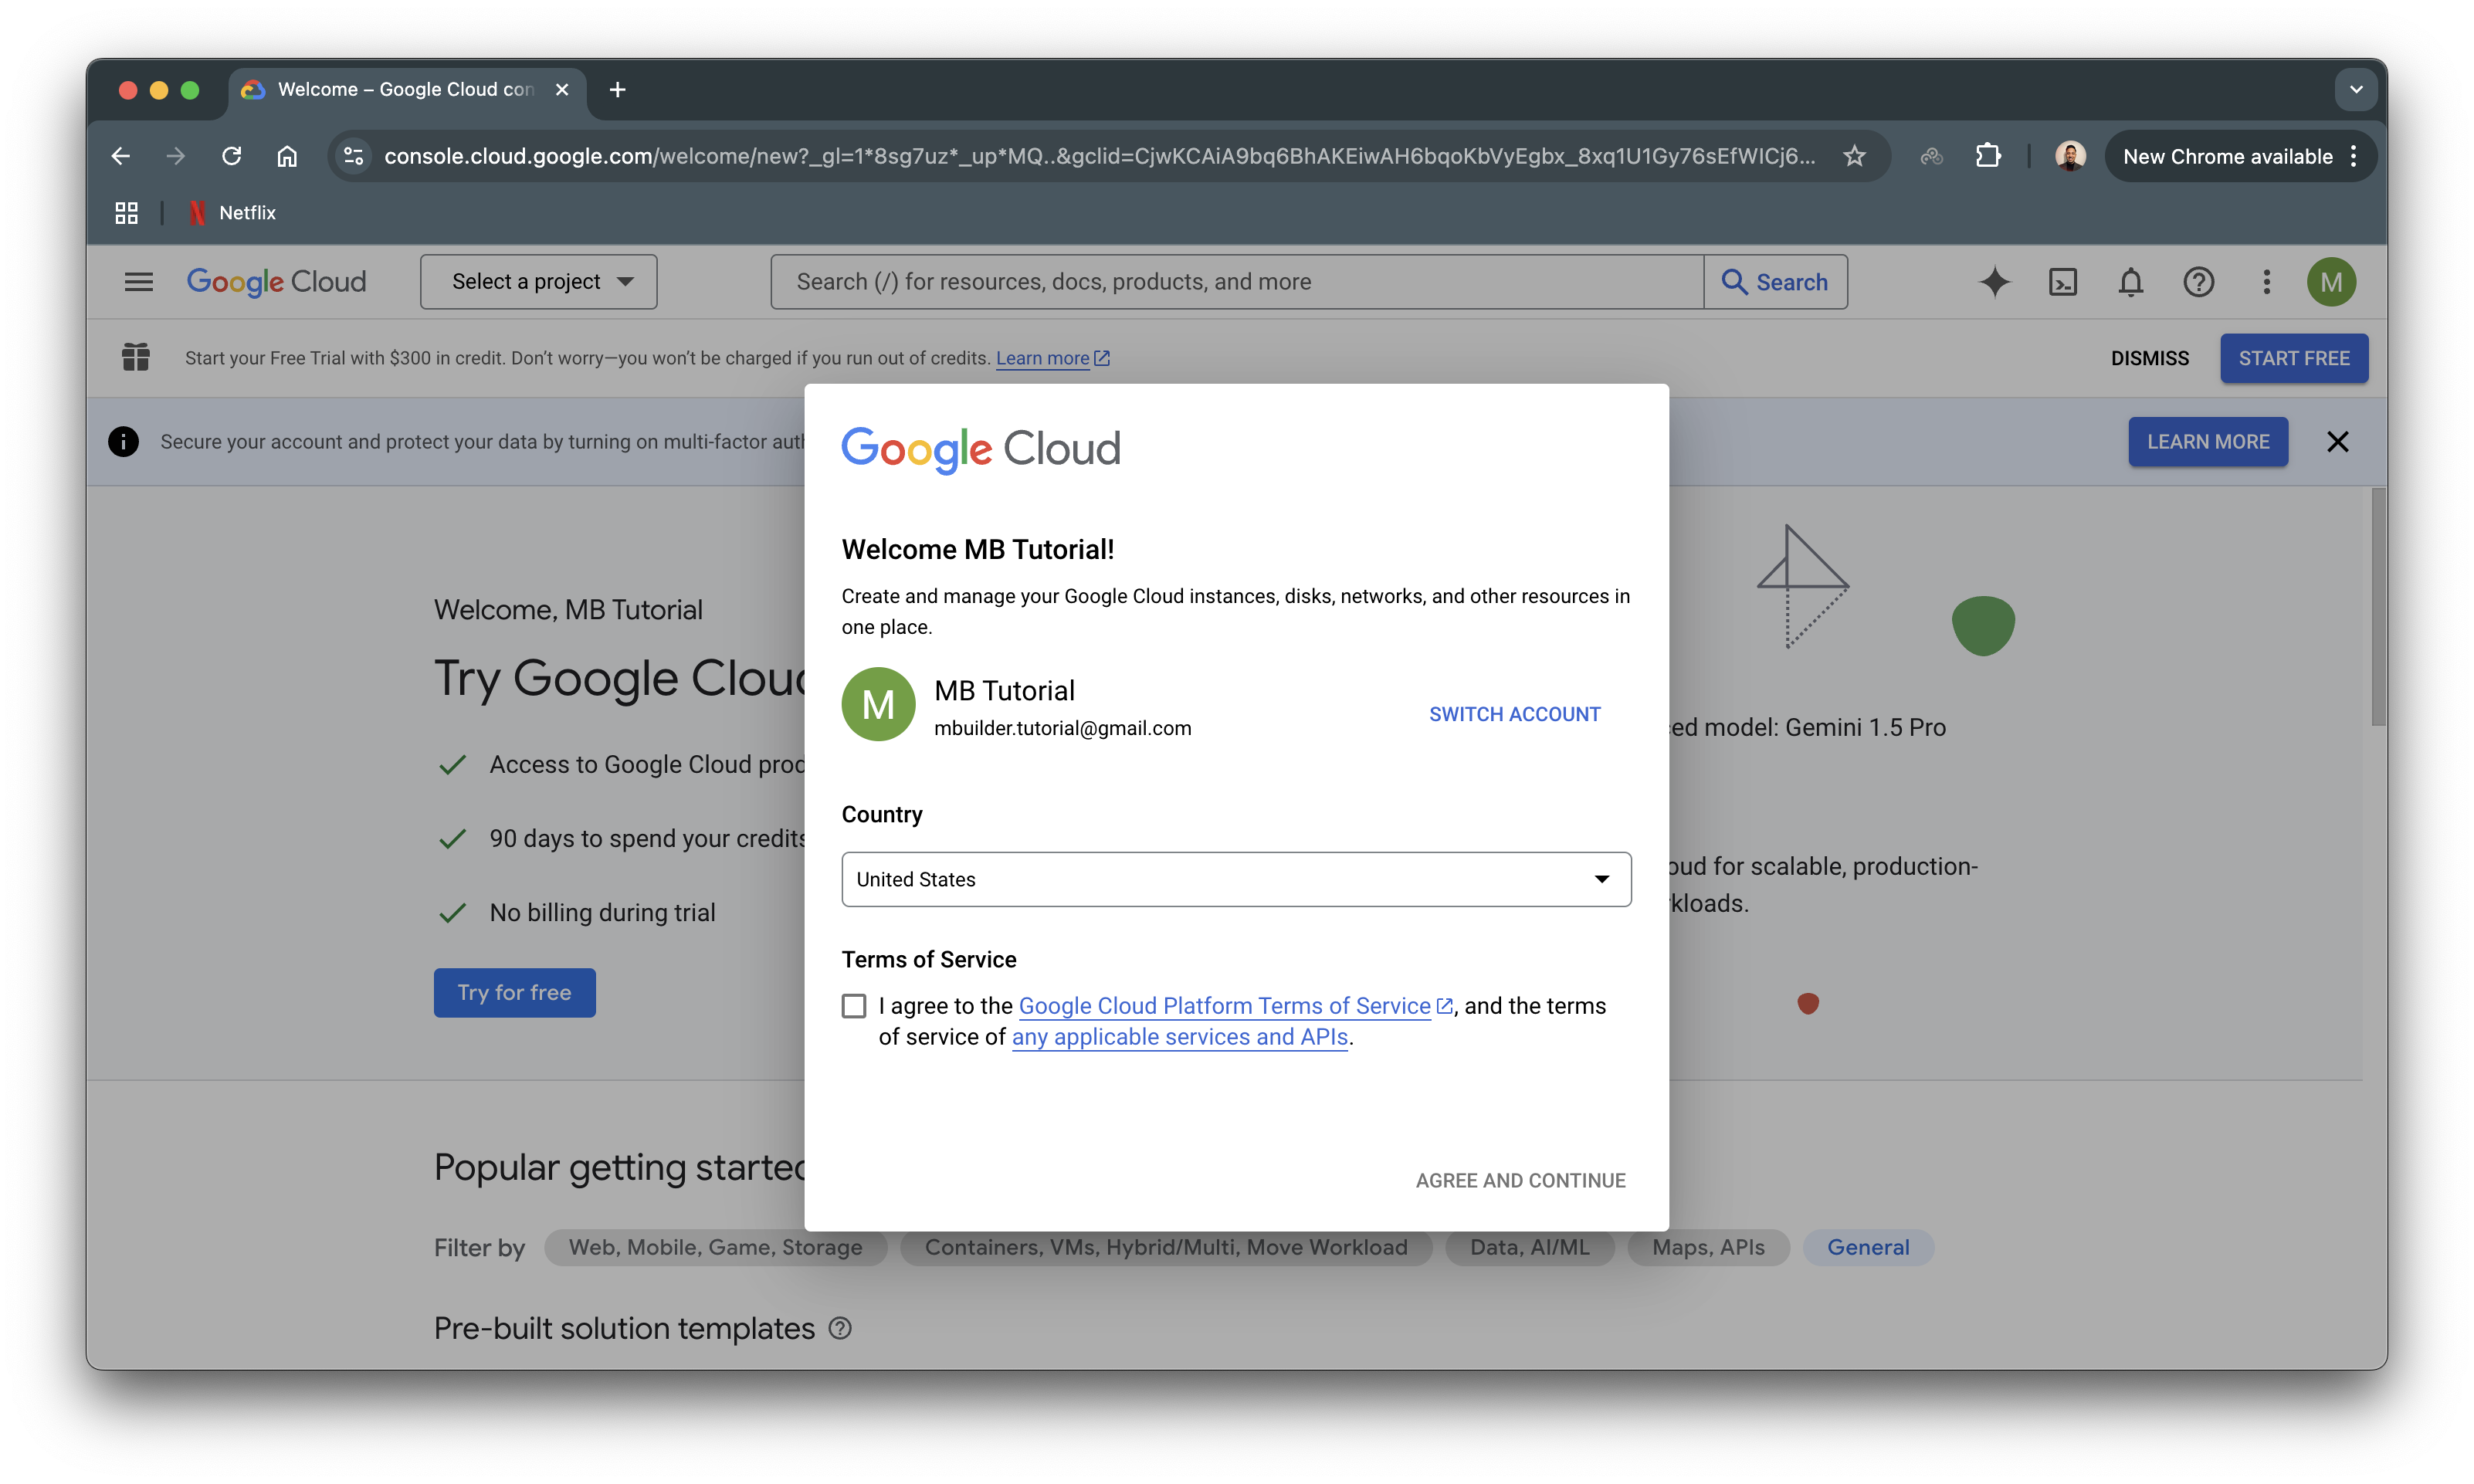 Welcome – Google Cloud con
console.cloud.google.com/welcome/new?_gl=1*8sg7uz*_up*MQ..&gclid=CjwKCAiA9bq6BhAKEiwAH6bqoKbVyEgbx_8xq1U1Gy76sEfWICj6...
New Chrome available
Netflix
Google Cloud
Select a project
Search (/) for resources, docs, products, and more
Search
M
Start your Free Trial with $300 in credit. Don't worry—you won't be charged if you run out of credits. Learn more
DISMISS
START FREE
Secure your account and protect your data by turning on multi-factor auth
LEARN MORE
Google Cloud
Welcome MB Tutorial!
Create and manage your Google Cloud instances, disks, networks, and other resources in
one place.
M
MB Tutorial
mbuilder.tutorial@gmail.com
SWITCH ACCOUNT
Country
United States
Terms of Service
I agree to the Google Cloud Platform Terms of Service, and the terms
of service of any applicable services and APIs.
AGREE AND CONTINUE
Welcome, MB Tutorial
Try Google Cloud
Access to Google Cloud prod
90 days to spend your credits
No billing during trial
Try for free
ced model: Gemini 1.5 Pro
oud for scalable, production-
rkloads.
Popular getting started
Filter by
Web, Mobile, Game, Storage
Containers, VMs, Hybrid/Multi, Move Workload
Data, AI/ML
Maps, APIs
General
Pre-built solution templates